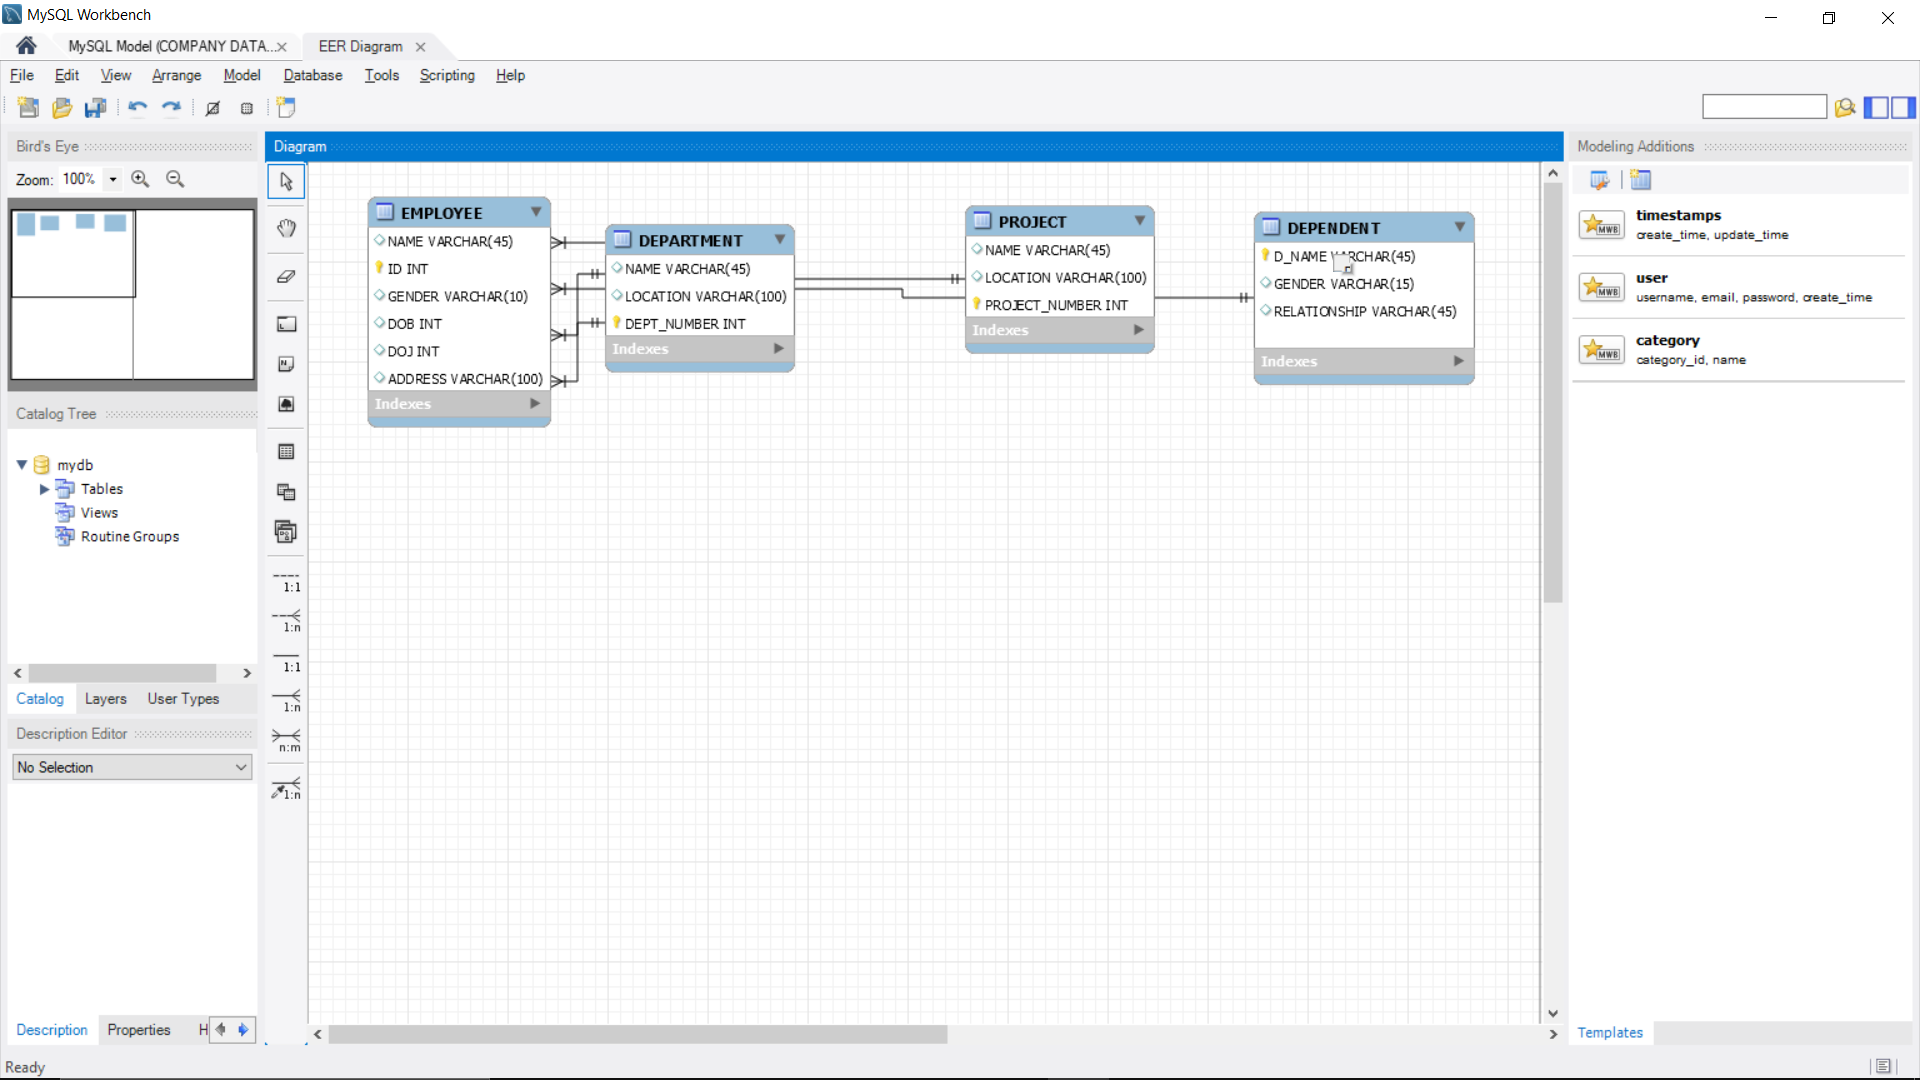 MySQL Workbench
MySQL Model (COMPANY DATA...
EER Diagram
File Edit View Arrange Model Database Tools Scripting Help
Bird's Eye
Zoom: 100%
Diagram
Modeling Additions
EMPLOYEE
NAME VARCHAR(45)
ID INT
GENDER VARCHAR(10)
DOB INT
DOJ INT
ADDRESS VARCHAR(100)
Indexes
DEPARTMENT
NAME VARCHAR(45)
LOCATION VARCHAR(100)
DEPT_NUMBER INT
Indexes
PROJECT
NAME VARCHAR(45)
LOCATION VARCHAR(100)
PROJECT_NUMBER INT
Indexes
DEPENDENT
D_NAME VARCHAR(45)
GENDER VARCHAR(15)
RELATIONSHIP VARCHAR(45)
Indexes
MWB
timestamps
create_time, update_time
MWB
user
username, email, password, create_time
MWB
category
category_id, name
Catalog Tree
mydb
Tables
Views
Routine Groups
Catalog Layers User Types
Description Editor
No Selection
1:1
1:n
1:1
1:n
n:m
1:n
Description Properties H
Templates
Ready